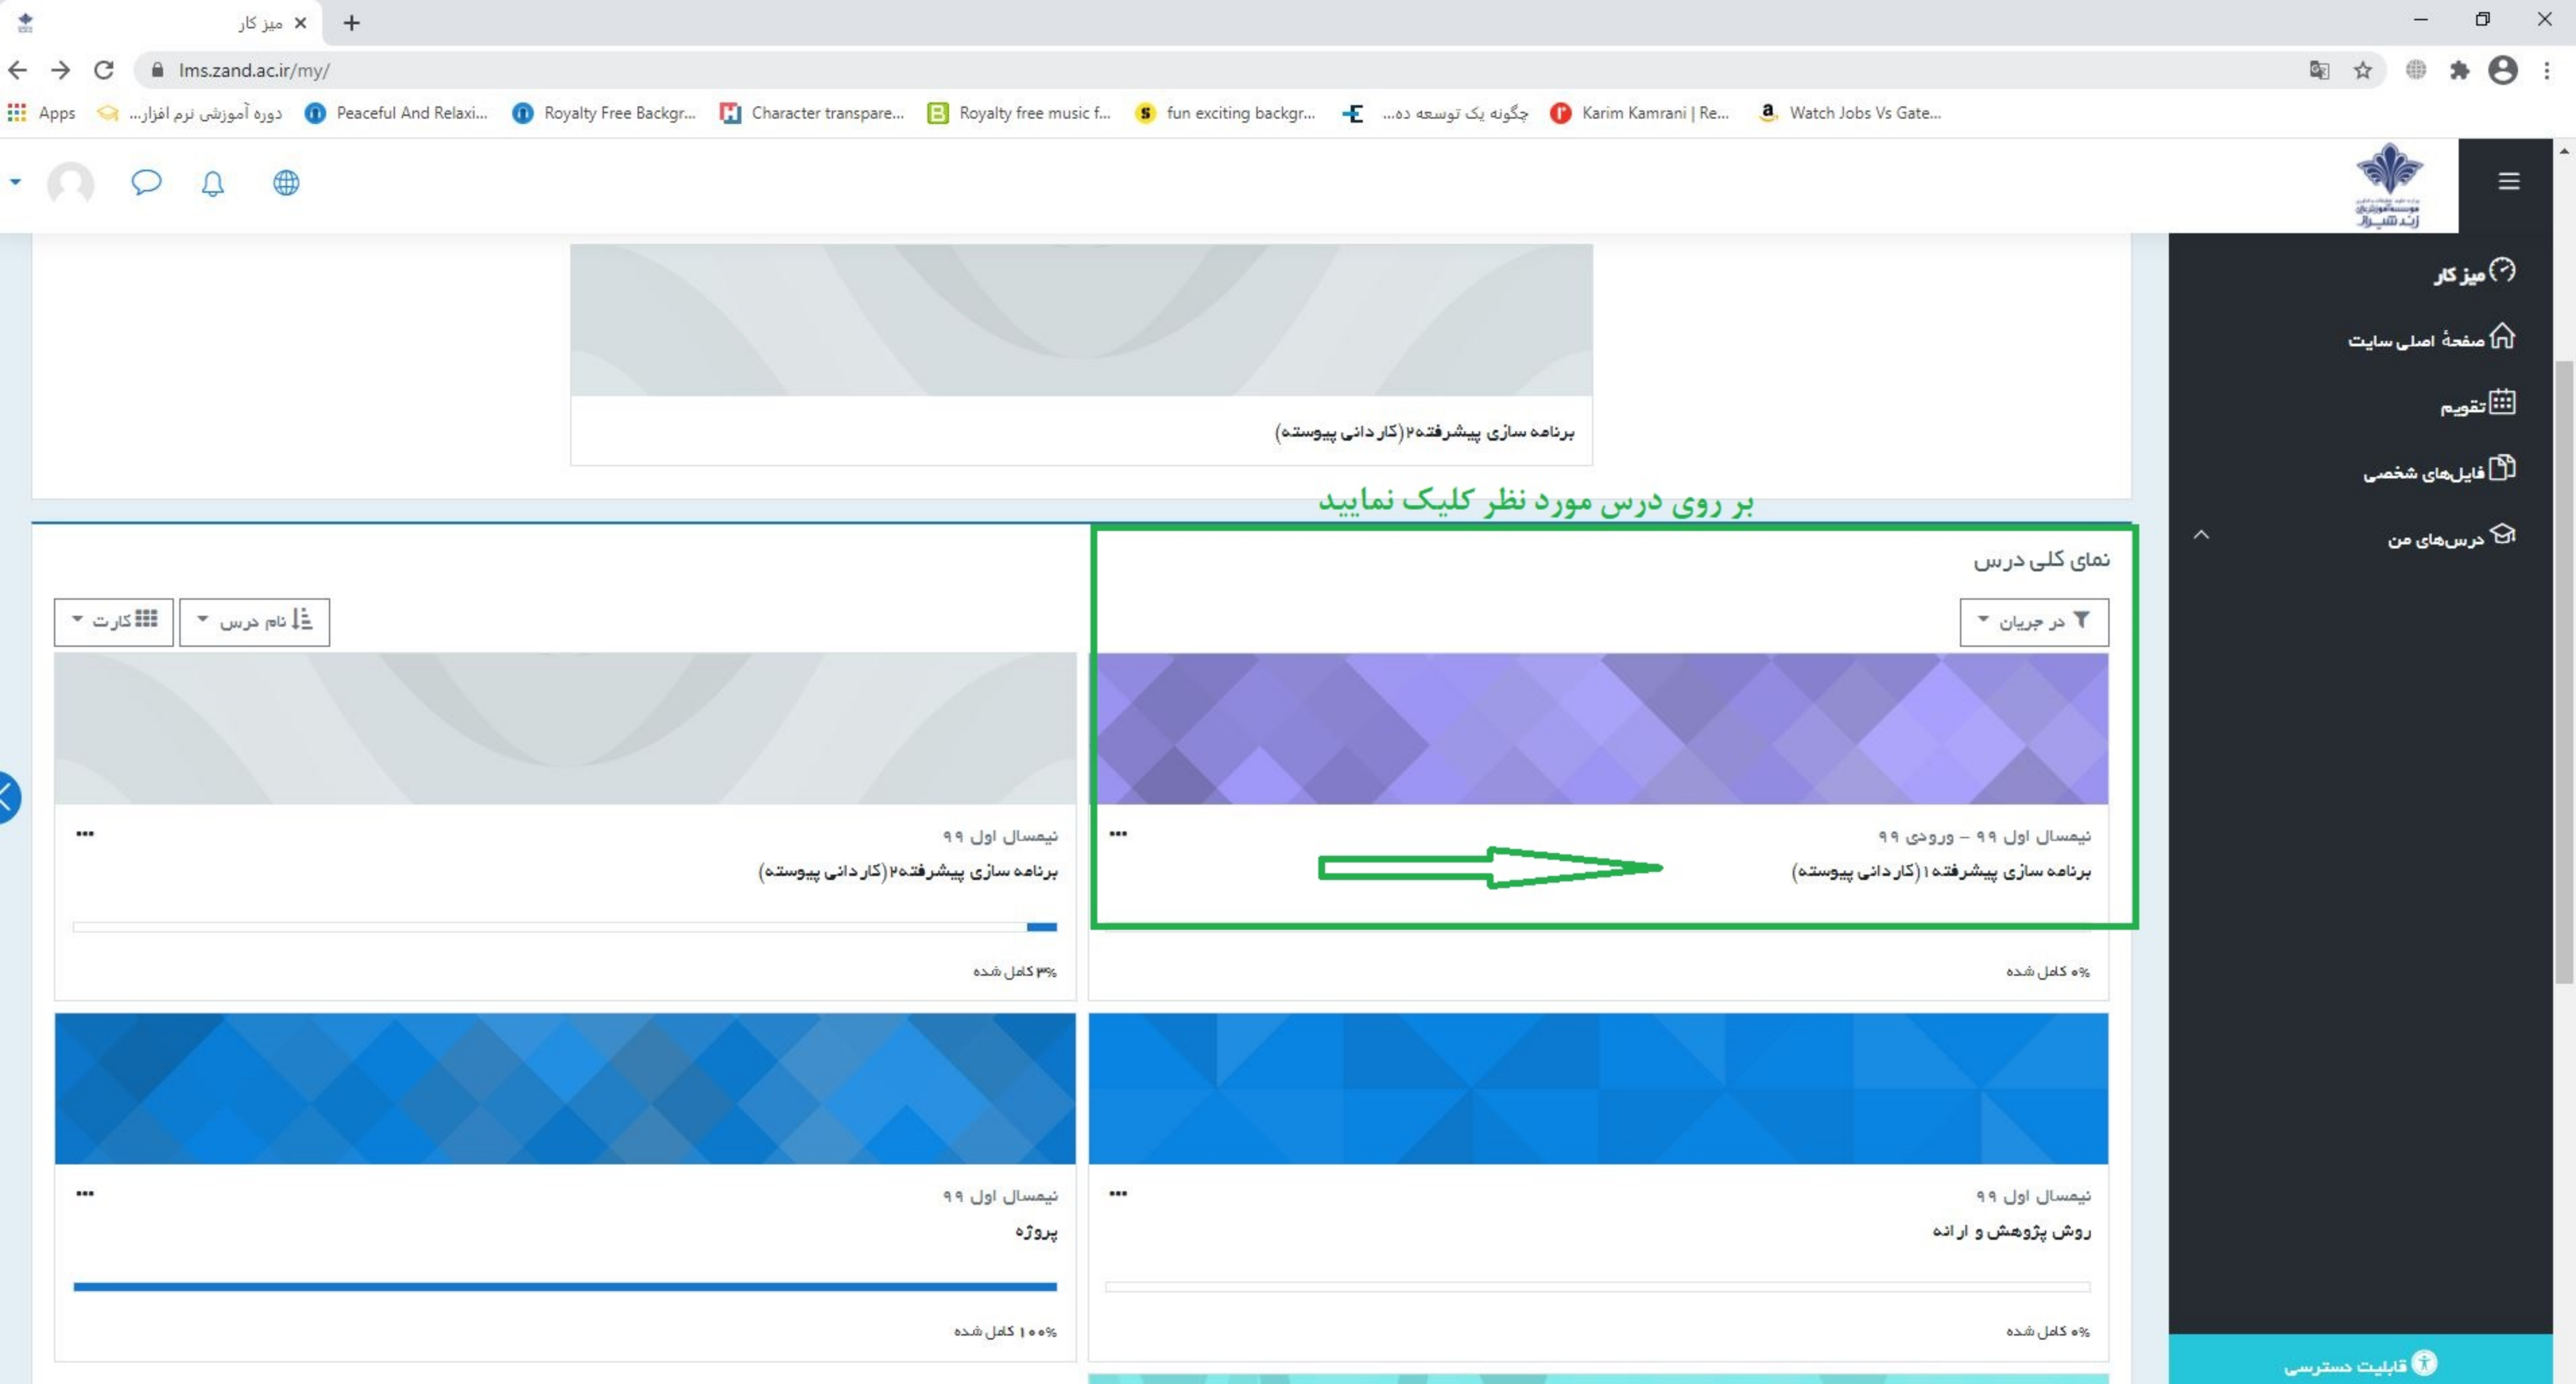 میز کار
lms.zand.ac.ir/my/
Apps
دوره آموزشی نرم افزار...
Peaceful And Relaxi...
Royalty Free Backgr...
Character transpare...
Royalty free music f...
fun exciting backgr...
چگونه یک توسعه ده...
Karim Kamrani | Re...
Watch Jobs Vs Gate...
زند شیراز
میز کار
صفحهٔ اصلی سایت
تقویم
فایل‌های شخصی
درس‌های من
برنامه سازی پیشرفته۲(کاردانی پیوسته)
بر روی درس مورد نظر کلیک نمایید
نمای کلی درس
در جریان
نام درس
کارت
نیمسال اول ۹۹ – ورودی ۹۹
برنامه سازی پیشرفته۱(کاردانی پیوسته)
۰% کامل شده
نیمسال اول ۹۹
برنامه سازی پیشرفته۲(کاردانی پیوسته)
۳% کامل شده
نیمسال اول ۹۹
روش پژوهش و ارائه
۰% کامل شده
نیمسال اول ۹۹
پروژه
۱۰۰% کامل شده
قابلیت دسترسی